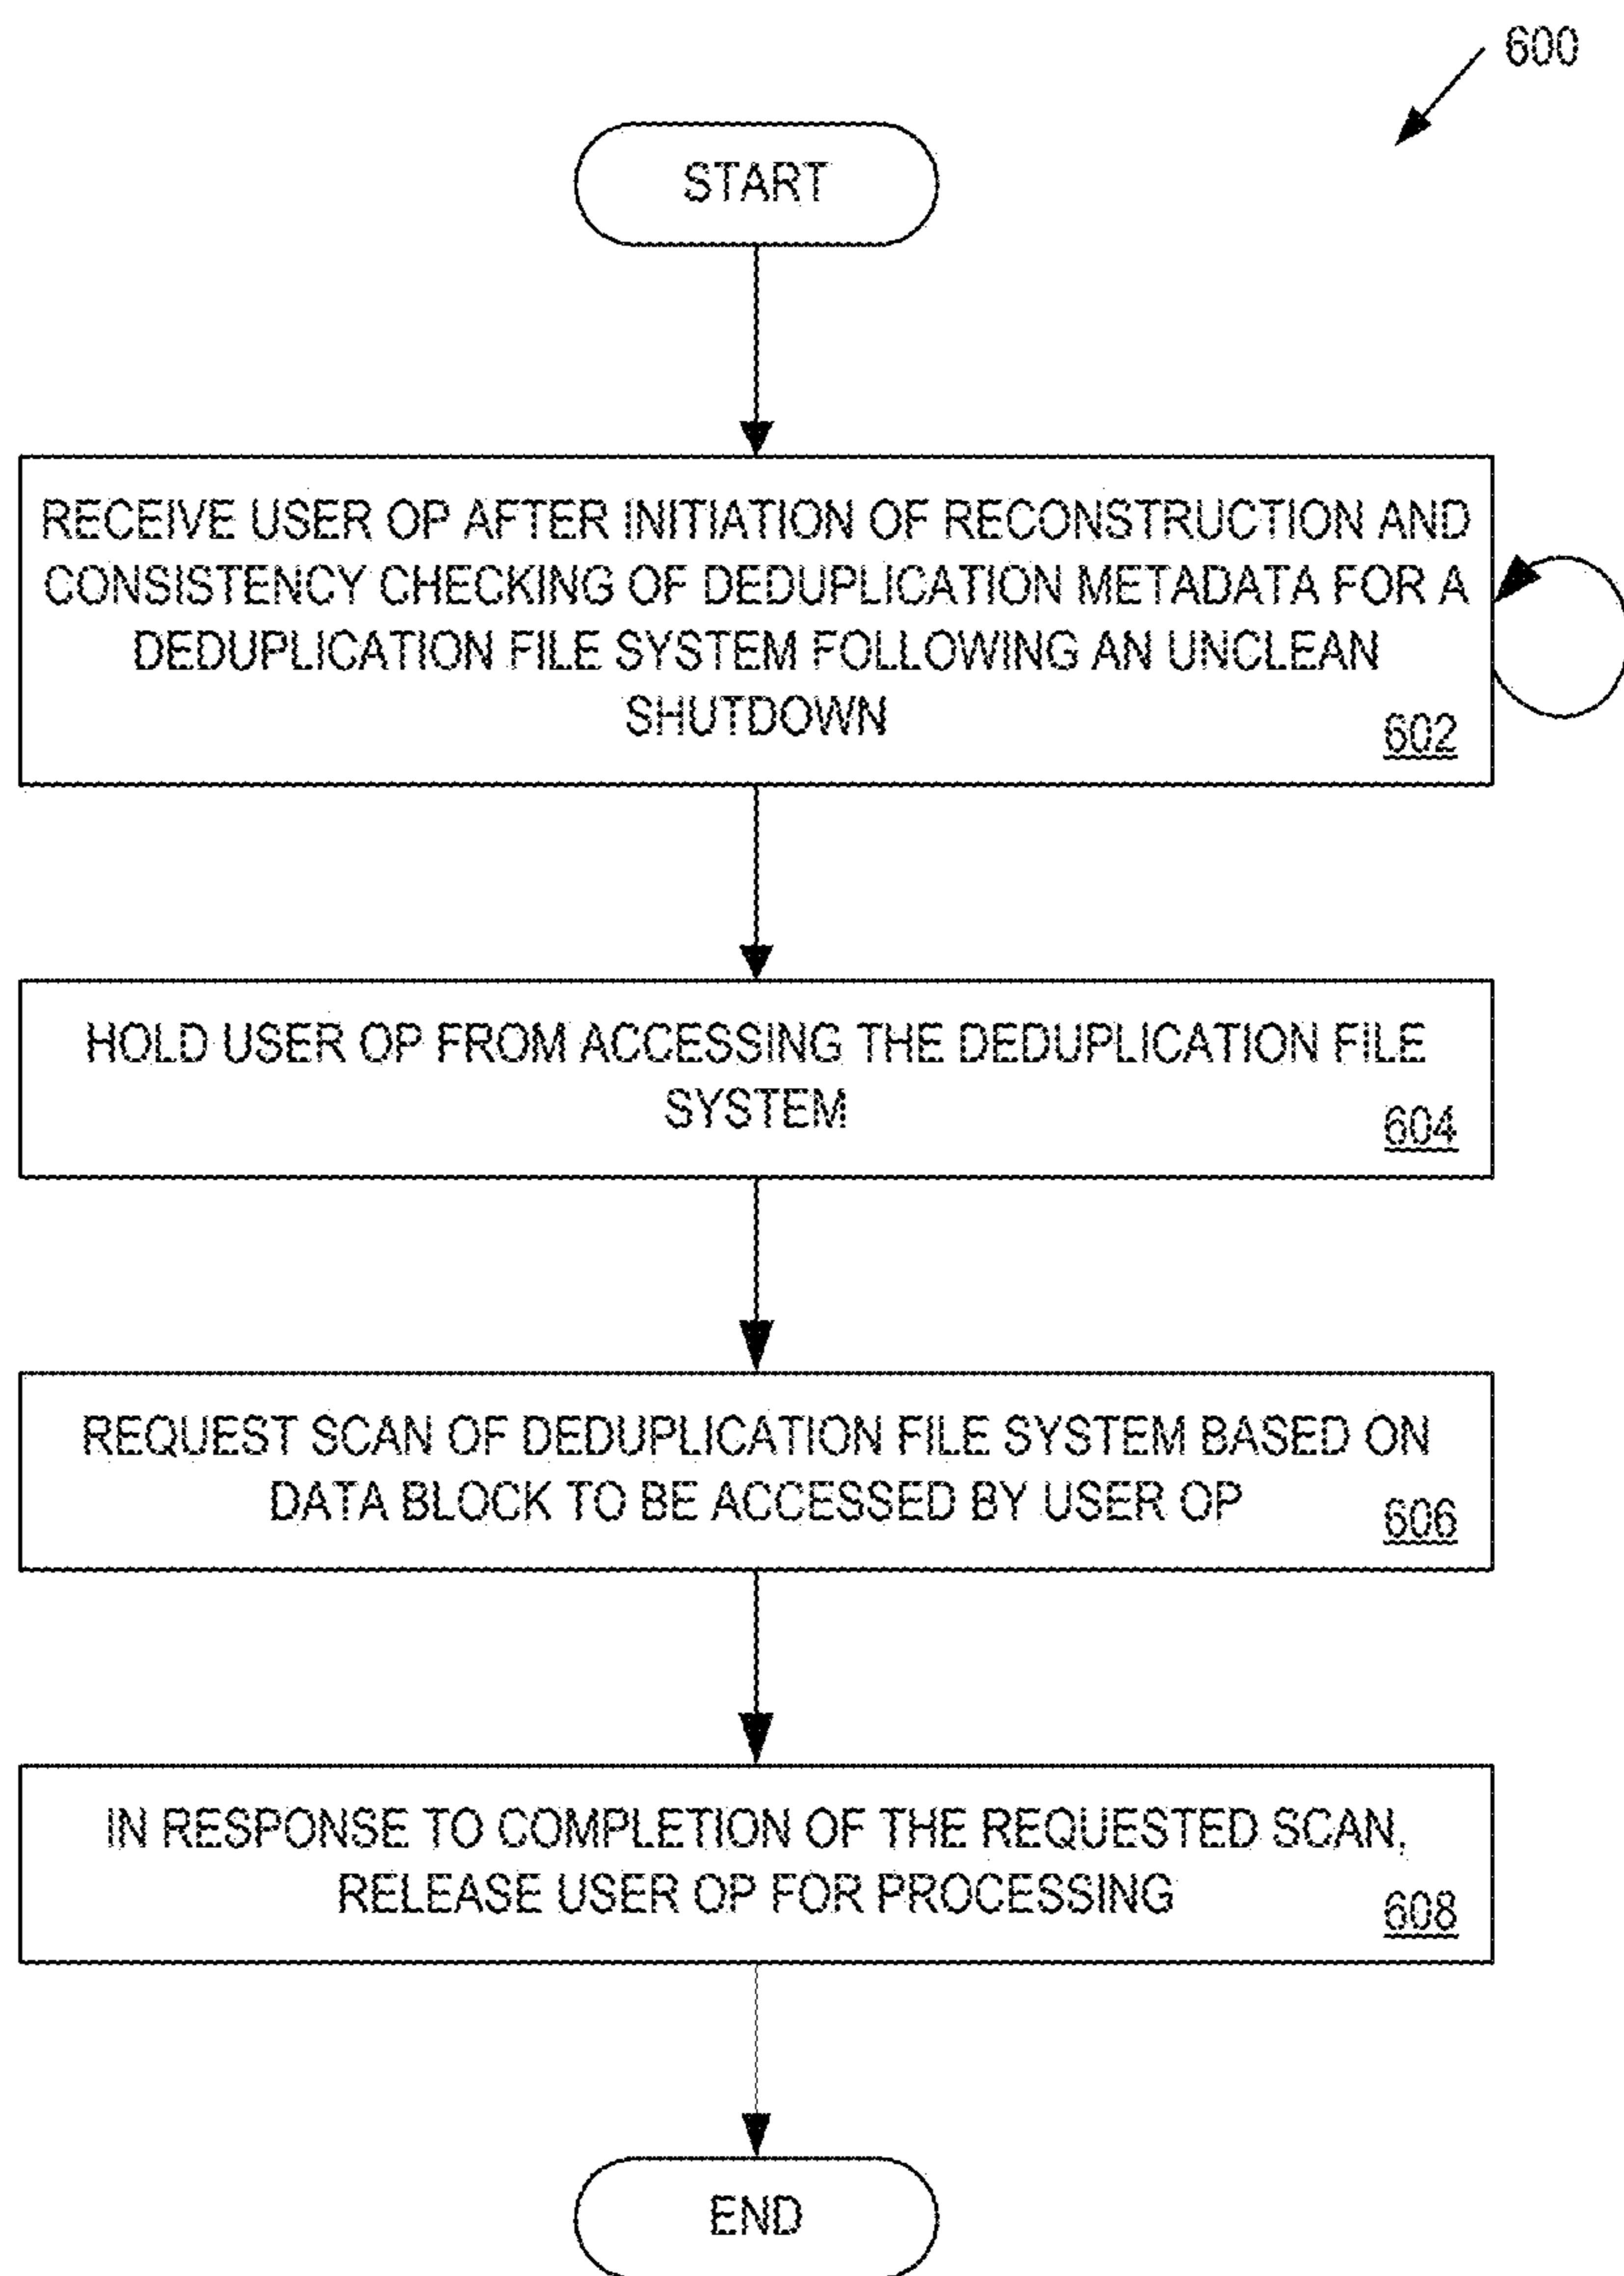 600
START
RECEIVE USER OP AFTER INITIATION OF RECONSTRUCTION AND
CONSISTENCY CHECKING OF DEDUPLICATION METADATA FOR A
DEDUPLICATION FILE SYSTEM FOLLOWING AN UNCLEAN
SHUTDOWN
602
HOLD USER OP FROM ACCESSING THE DEDUPLICATION FILE
SYSTEM
604
REQUEST SCAN OF DEDUPLICATION FILE SYSTEM BASED ON
DATA BLOCK TO BE ACCESSED BY USER OP
606
IN RESPONSE TO COMPLETION OF THE REQUESTED SCAN,
RELEASE USER OP FOR PROCESSING
608
END